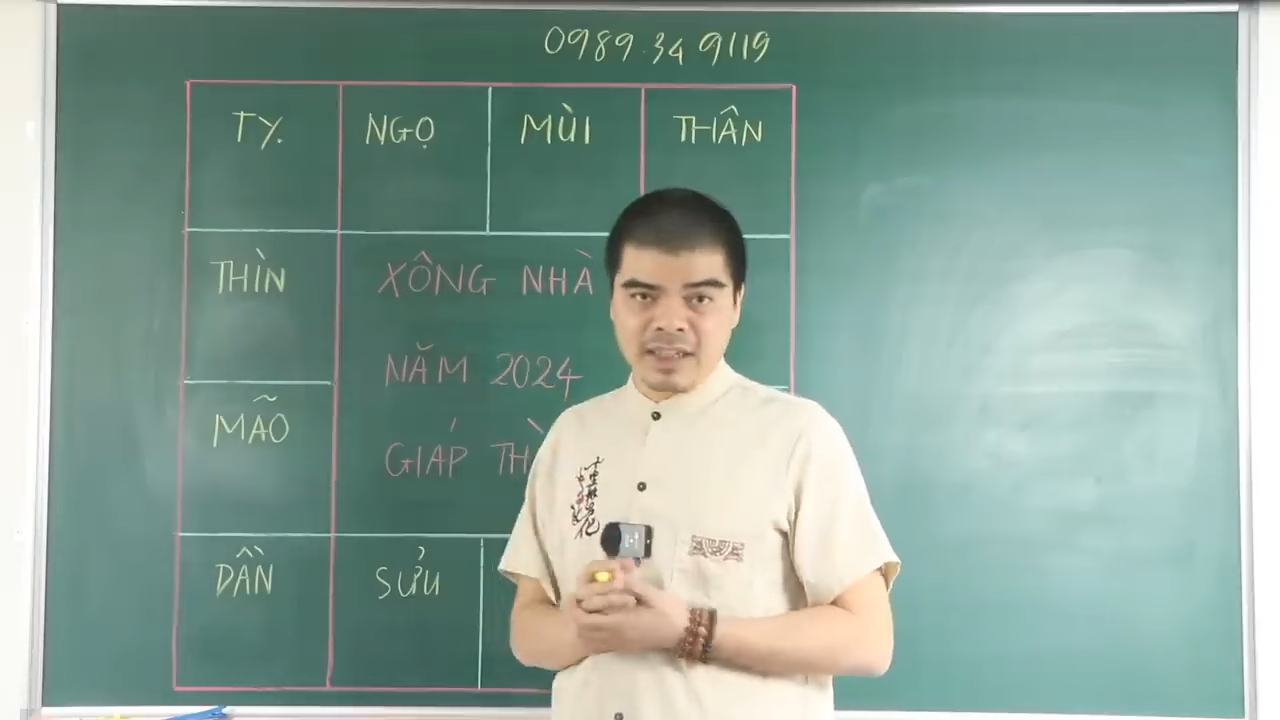 0989.34 9119
TỴ. NGỌ MÙI THÂN
THÌN
XÔNG NHÀ
NĂM 2024
MÃO
GIÁP
DẦN SỬU